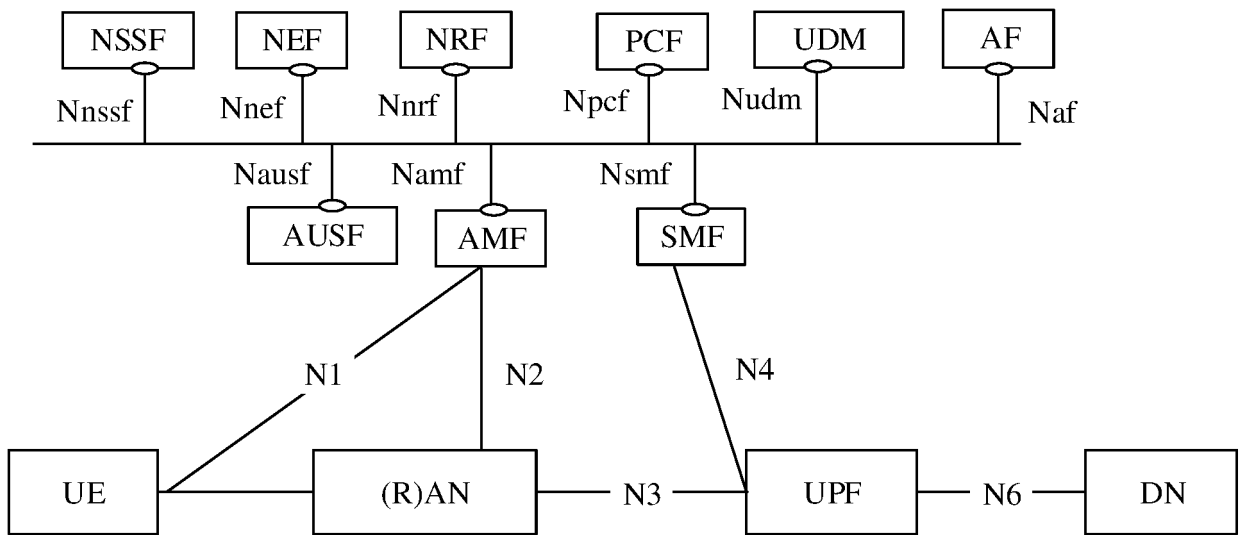 NSSF NEF NRF PCF UDM AF
Nnssf Nnef Nnrf Npcf Nudm Naf
Nausf Namf Nsmf
AUSF AMF SMF
N1 N2 N4
UE (R)AN N3 UPF N6 DN